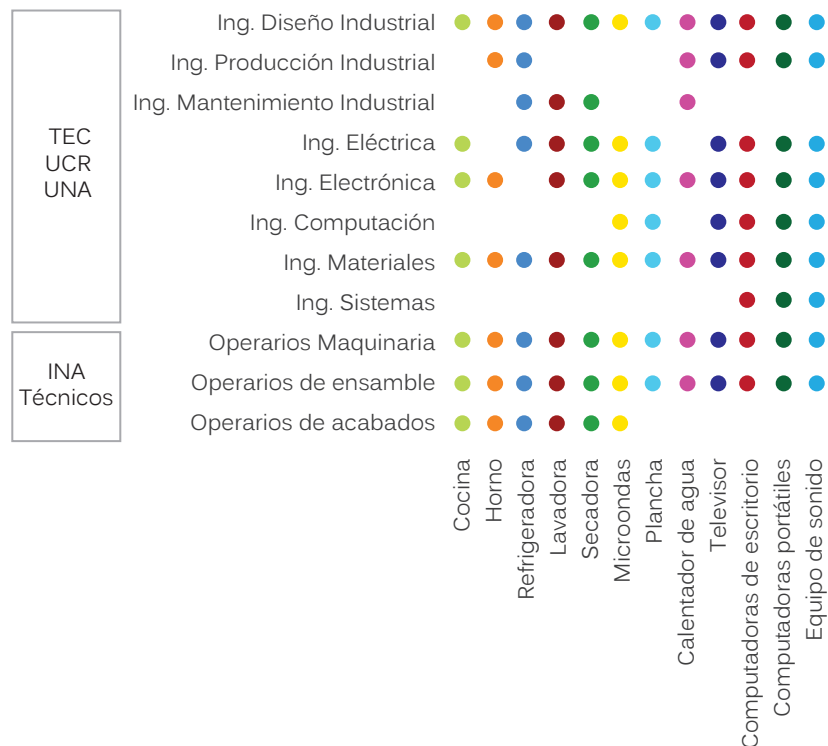 TEC
UCR
UNA
Ing. Diseño Industrial
Ing. Producción Industrial
Ing. Mantenimiento Industrial
Ing. Eléctrica
Ing. Electrónica
Ing. Computación
Ing. Materiales
Ing. Sistemas
INA
Técnicos
Operarios Maquinaria
Operarios de ensamble
Operarios de acabados
Cocina
Horno
Refrigeradora
Lavadora
Secadora
Microondas
Plancha
Calentador de agua
Televisor
Computadoras de escritorio
Computadoras portátiles
Equipo de sonido